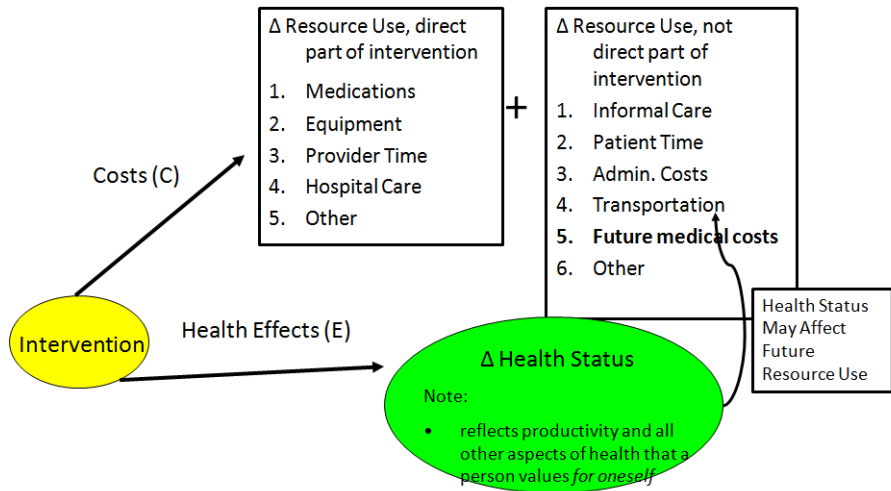 Δ Resource Use, direct
part of intervention
1. Medications
2. Equipment
3. Provider Time
4. Hospital Care
5. Other
+
Δ Resource Use, not
direct part of
intervention
1. Informal Care
2. Patient Time
3. Admin. Costs
4. Transportation
5. Future medical costs
6. Other
Costs (C)
Health Status
May Affect
Future
Resource Use
Intervention
Health Effects (E)
Δ Health Status
Note:
• reflects productivity and all
other aspects of health that a
person values for oneself